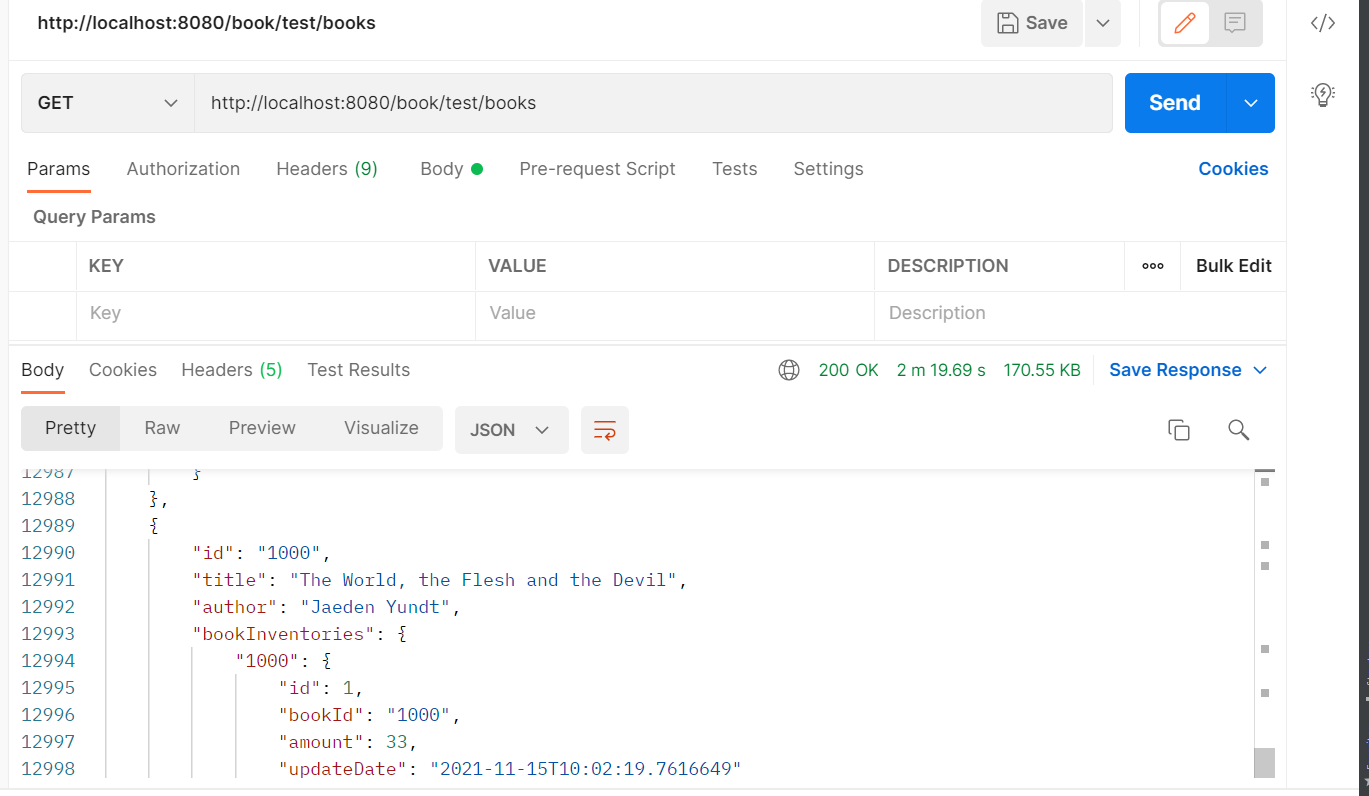 http://localhost:8080/book/test/books Save
GET http://localhost:8080/book/test/books Send
Params Authorization Headers (9) Body Pre-request Script Tests Settings Cookies
Query Params
KEY VALUE DESCRIPTION ooo Bulk Edit
Key Value Description
Body Cookies Headers (5) Test Results 200 OK 2 m 19.69 s 170.55 KB Save Response
Pretty Raw Preview Visualize JSON
12987 }
12988 },
12989 {
12990 "id": "1000",
12991 "title": "The World, the Flesh and the Devil",
12992 "author": "Jaeden Yundt",
12993 "bookInventories": {
12994 "1000": {
12995 "id": 1,
12996 "bookId": "1000",
12997 "amount": 33,
12998 "updateDate": "2021-11-15T10:02:19.7616649"